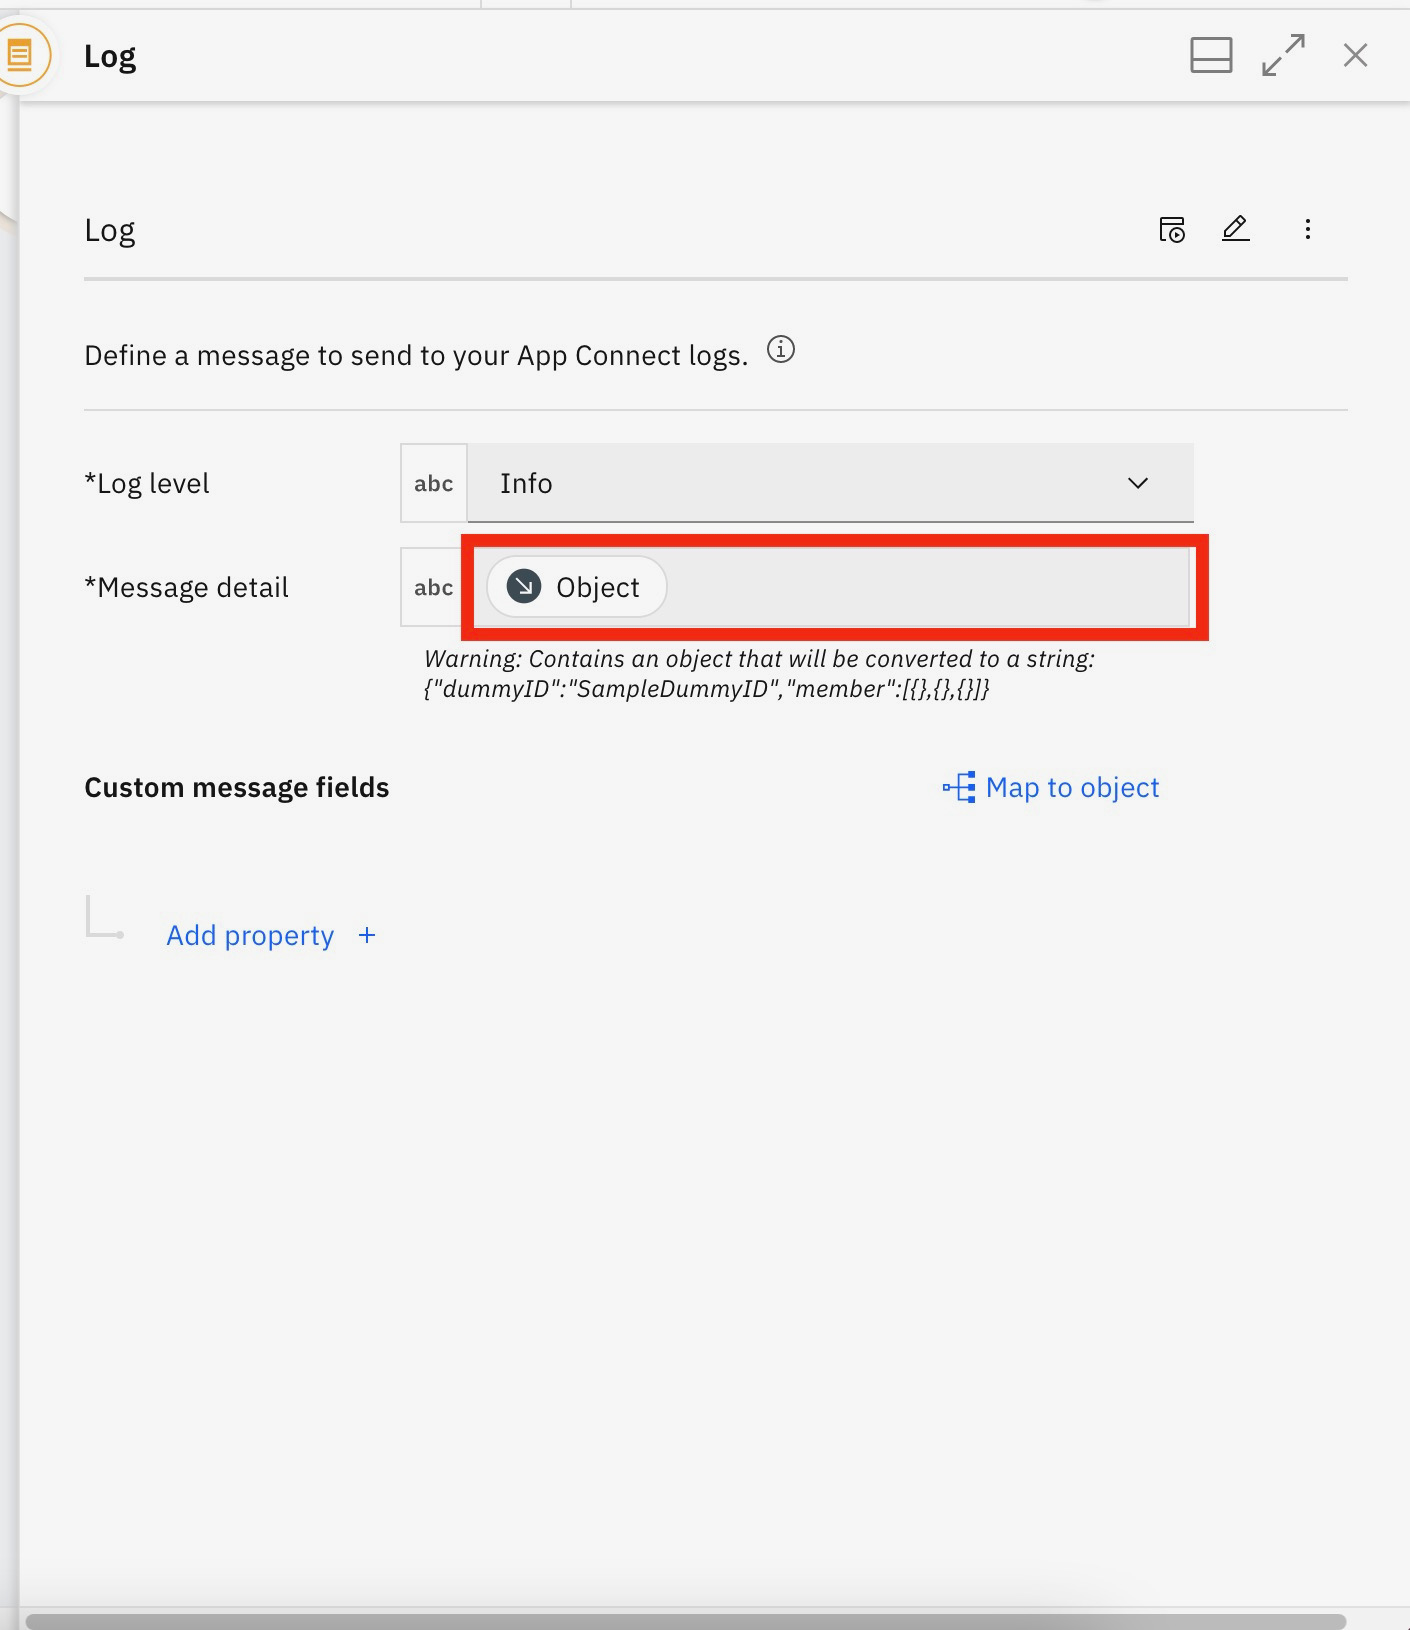 Log
Log
Define a message to send to your App Connect logs.
*Log level
abc
Info
*Message detail
abc
Object
Warning: Contains an object that will be converted to a string:
{"dummyID":"SampleDummyID","member":[{},{},{}]}
Custom message fields
Map to object
Add property +